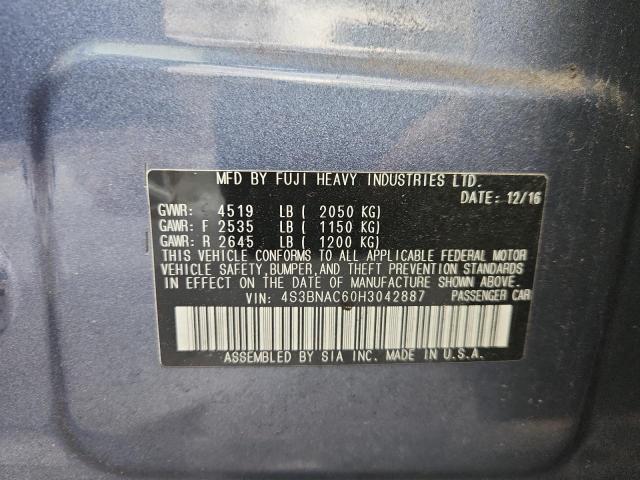 MFD BY FUJI HEAVY INDUSTRIES LTD.
DATE: 12/16
GVWR: 4519 LB ( 2050 KG)
GAWR: F 2535 LB ( 1150 KG)
GAWR: R 2645 LB ( 1200 KG)
THIS VEHICLE CONFORMS TO ALL APPLICABLE FEDERAL MOTOR
VEHICLE SAFETY, BUMPER, AND THEFT PREVENTION STANDARDS
IN EFFECT ON THE DATE OF MANUFACTURE SHOWN ABOVE.
VIN: 4S3BNAC60H3042887 PASSENGER CAR
ASSEMBLED BY SIA INC. MADE IN U.S.A.